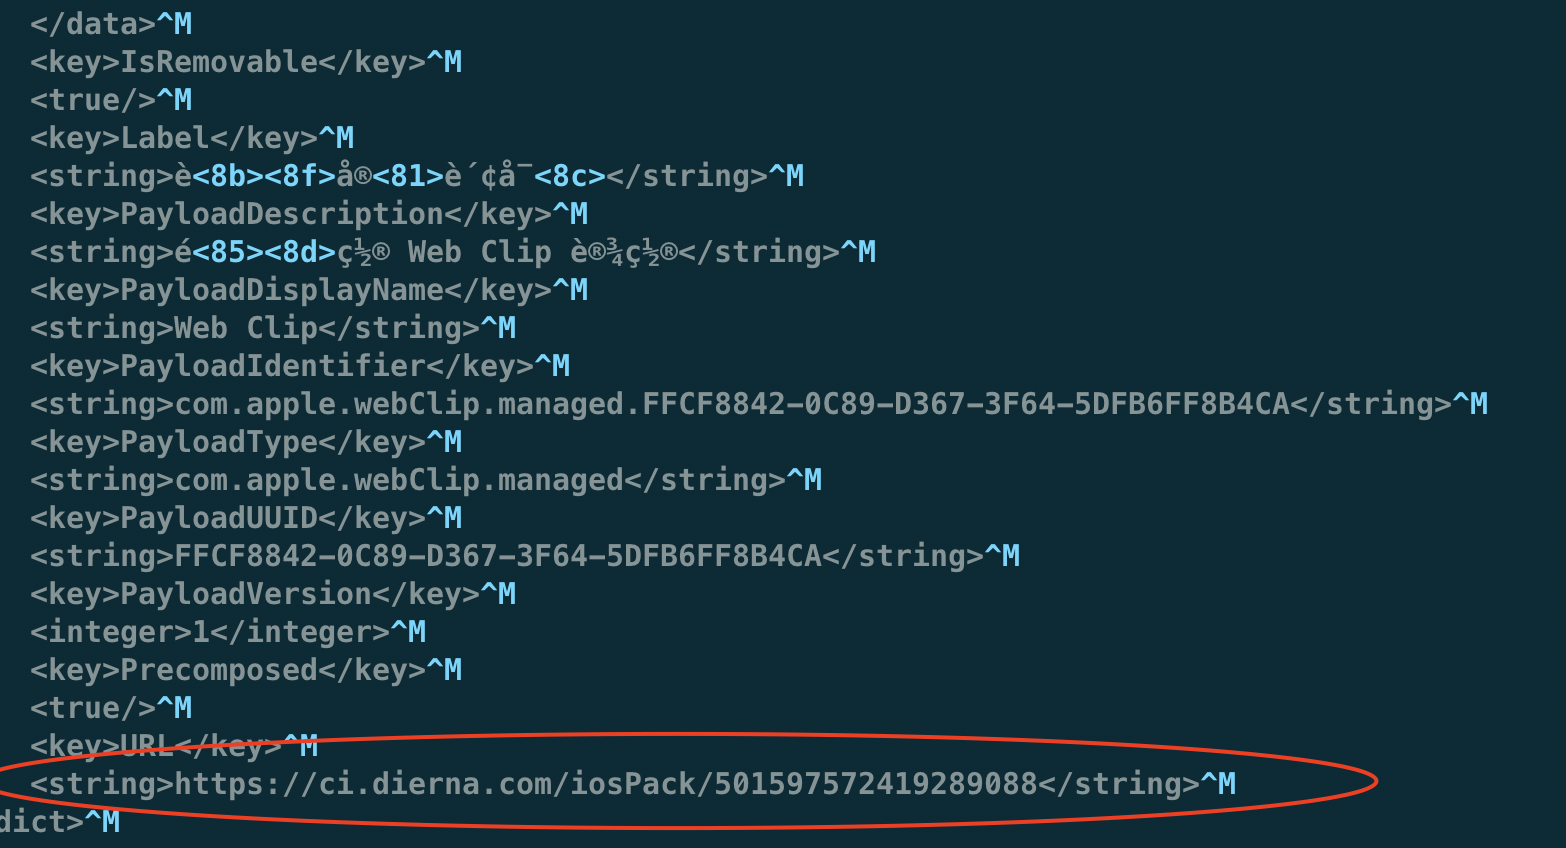 </data>^M
<key>IsRemovable</key>^M
<true/>^M
<key>Label</key>^M
<string>è<8b><8f>å®<81>è´¢å¯<8c></string>^M
<key>PayloadDescription</key>^M
<string>é<85><8d>ç½® Web Clip è®¾ç½®</string>^M
<key>PayloadDisplayName</key>^M
<string>Web Clip</string>^M
<key>PayloadIdentifier</key>^M
<string>com.apple.webClip.managed.FFCF8842-0C89-D367-3F64-5DFB6FF8B4CA</string>^M
<key>PayloadType</key>^M
<string>com.apple.webClip.managed</string>^M
<key>PayloadUUID</key>^M
<string>FFCF8842-0C89-D367-3F64-5DFB6FF8B4CA</string>^M
<key>PayloadVersion</key>^M
<integer>1</integer>^M
<key>Precomposed</key>^M
<true/>^M
<key>URL</key>^M
<string>https://ci.dierna.com/iosPack/501597572419289088</string>^M
dict>^M